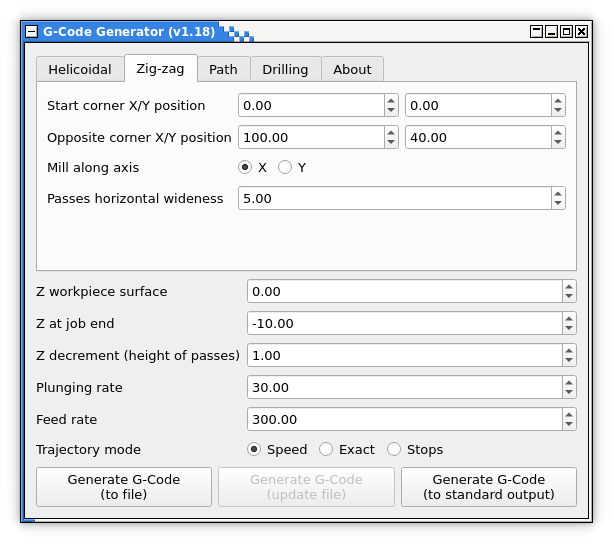 G-Code Generator (v1.18)
Helicoidal Zig-zag Path Drilling About
Start corner X/Y position 0.00 0.00
Opposite corner X/Y position 100.00 40.00
Mill along axis X Y
Passes horizontal wideness 5.00
Z workpiece surface 0.00
Z at job end -10.00
Z decrement (height of passes) 1.00
Plunging rate 30.00
Feed rate 300.00
Trajectory mode Speed Exact Stops
Generate G-Code
(to file)
Generate G-Code
(update file)
Generate G-Code
(to standard output)